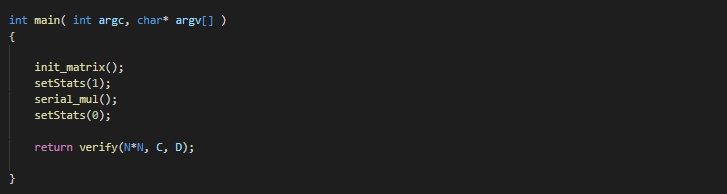 int main( int argc, char* argv[] )
{
init_matrix();
setStats(1);
serial_mul();
setStats(0);
return verify(N*N, C, D);
}